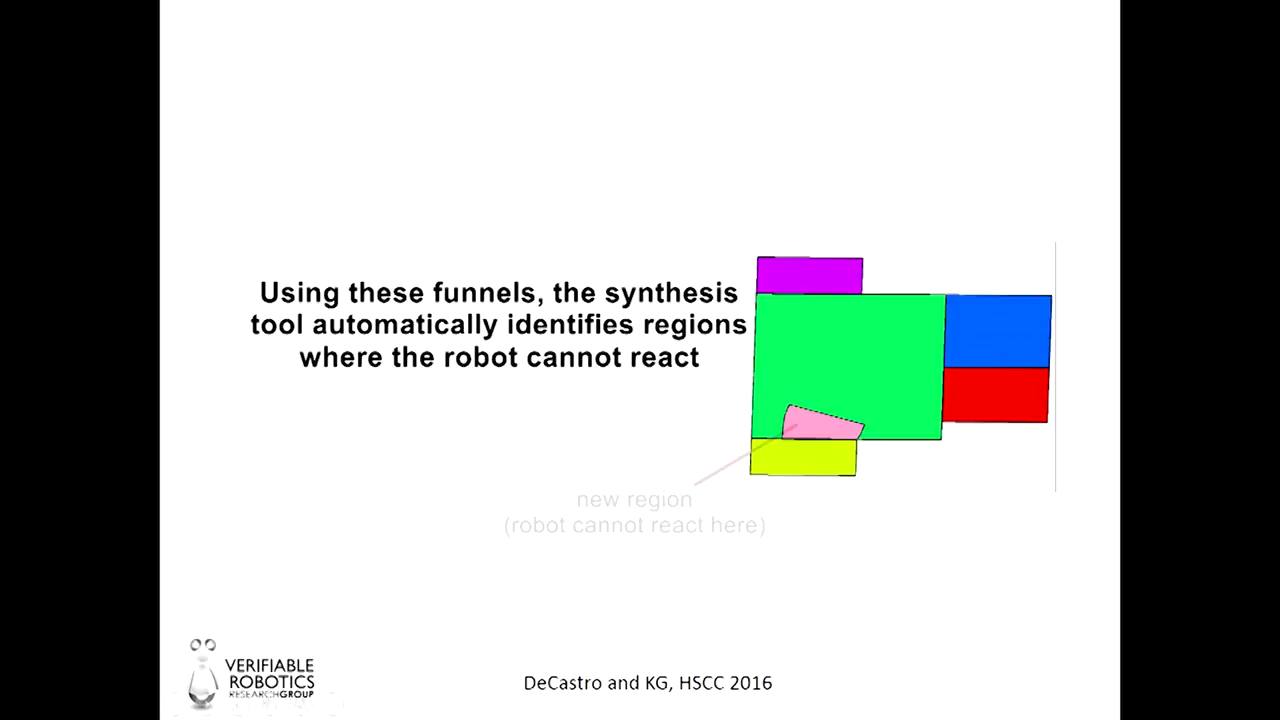 Using these funnels, the synthesis
tool automatically identifies regions
where the robot cannot react
new region
(robot cannot react here)
VERIFIABLE
ROBOTICS
RESEARCHGROUP
DeCastro and KG, HSCC 2016